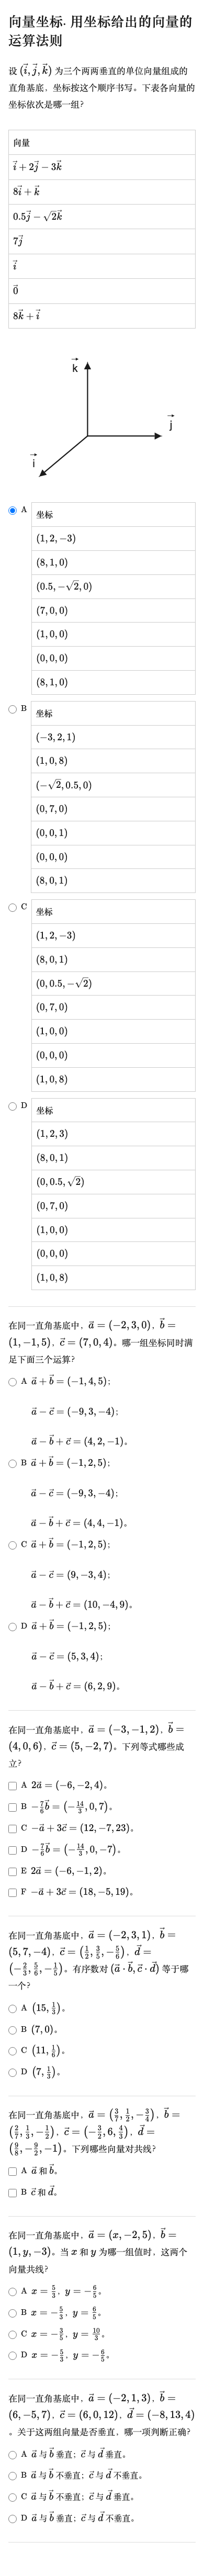 向量坐标. 用坐标给出的向量的
运算法则
设 (i⃗, j⃗, k⃗) 为三个两两垂直的单位向量组成的
直角基底，坐标按这个顺序书写。下表各向量的
坐标依次是哪一组?
向量
i⃗ + 2j⃗ − 3k⃗
8i⃗ + k⃗
0.5j⃗ − √2k⃗
7j⃗
i⃗
0⃗
8k⃗ + i⃗
k
j
i
A 坐标
(1, 2, −3)
(8, 1, 0)
(0.5, −√2, 0)
(7, 0, 0)
(1, 0, 0)
(0, 0, 0)
(8, 1, 0)
B 坐标
(−3, 2, 1)
(1, 0, 8)
(−√2, 0.5, 0)
(0, 7, 0)
(0, 0, 1)
(0, 0, 0)
(8, 0, 1)
C 坐标
(1, 2, −3)
(8, 0, 1)
(0, 0.5, −√2)
(0, 7, 0)
(1, 0, 0)
(0, 0, 0)
(1, 0, 8)
D 坐标
(1, 2, 3)
(8, 0, 1)
(0, 0.5, √2)
(0, 7, 0)
(1, 0, 0)
(0, 0, 0)
(1, 0, 8)
在同一直角基底中，a⃗ = (−2, 3, 0)，b⃗ =
(1, −1, 5)，c⃗ = (7, 0, 4)。哪一组坐标同时满
足下面三个运算?
A a⃗ + b⃗ = (−1, 4, 5);
a⃗ − c⃗ = (−9, 3, −4);
a⃗ − b⃗ + c⃗ = (4, 2, −1)。
B a⃗ + b⃗ = (−1, 2, 5);
a⃗ − c⃗ = (−9, 3, −4);
a⃗ − b⃗ + c⃗ = (4, 4, −1)。
C a⃗ + b⃗ = (−1, 2, 5);
a⃗ − c⃗ = (9, −3, 4);
a⃗ − b⃗ + c⃗ = (10, −4, 9)。
D a⃗ + b⃗ = (−1, 2, 5);
a⃗ − c⃗ = (5, 3, 4);
a⃗ − b⃗ + c⃗ = (6, 2, 9)。
在同一直角基底中，a⃗ = (−3, −1, 2)，b⃗ =
(4, 0, 6)，c⃗ = (5, −2, 7)。下列等式哪些成
立?
A 2a⃗ = (−6, −2, 4)。
B −7/6 b⃗ = (−14/3, 0, 7)。
C −a⃗ + 3c⃗ = (12, −7, 23)。
D −7/6 b⃗ = (−14/3, 0, −7)。
E 2a⃗ = (−6, −1, 2)。
F −a⃗ + 3c⃗ = (18, −5, 19)。
在同一直角基底中，a⃗ = (−2, 3, 1)，b⃗ =
(5, 7, −4)，c⃗ = (1/2, 3/5, −5/6)，d⃗ =
(−2/3, 5/6, −1/5)。有序数对 (a⃗ · b⃗, c⃗ · d⃗) 等于哪
一个?
A (15, 1/3)。
B (7, 0)。
C (11, 1/6)。
D (7, 1/3)。
在同一直角基底中，a⃗ = (3/7, 1/2, −3/4)，b⃗ =
(2/7, 1/3, −1/2)，c⃗ = (−3/2, 6, 4/3)，d⃗ =
(9/8, −9/2, −1)。下列哪些向量对共线?
A a⃗ 和 b⃗。
B c⃗ 和 d⃗。
在同一直角基底中，a⃗ = (x, −2, 5)，b⃗ =
(1, y, −3)。当 x 和 y 为哪一组值时，这两个
向量共线?
A x = 5/3，y = −6/5。
B x = −5/3，y = 6/5。
C x = −3/5，y = 10/3。
D x = −5/3，y = −6/5。
在同一直角基底中，a⃗ = (−2, 1, 3)，b⃗ =
(6, −5, 7)，c⃗ = (6, 0, 12)，d⃗ = (−8, 13, 4)
。关于这两组向量是否垂直，哪一项判断正确?
A a⃗ 与 b⃗ 垂直; c⃗ 与 d⃗ 垂直。
B a⃗ 与 b⃗ 不垂直; c⃗ 与 d⃗ 不垂直。
C a⃗ 与 b⃗ 不垂直; c⃗ 与 d⃗ 垂直。
D a⃗ 与 b⃗ 垂直; c⃗ 与 d⃗ 不垂直。